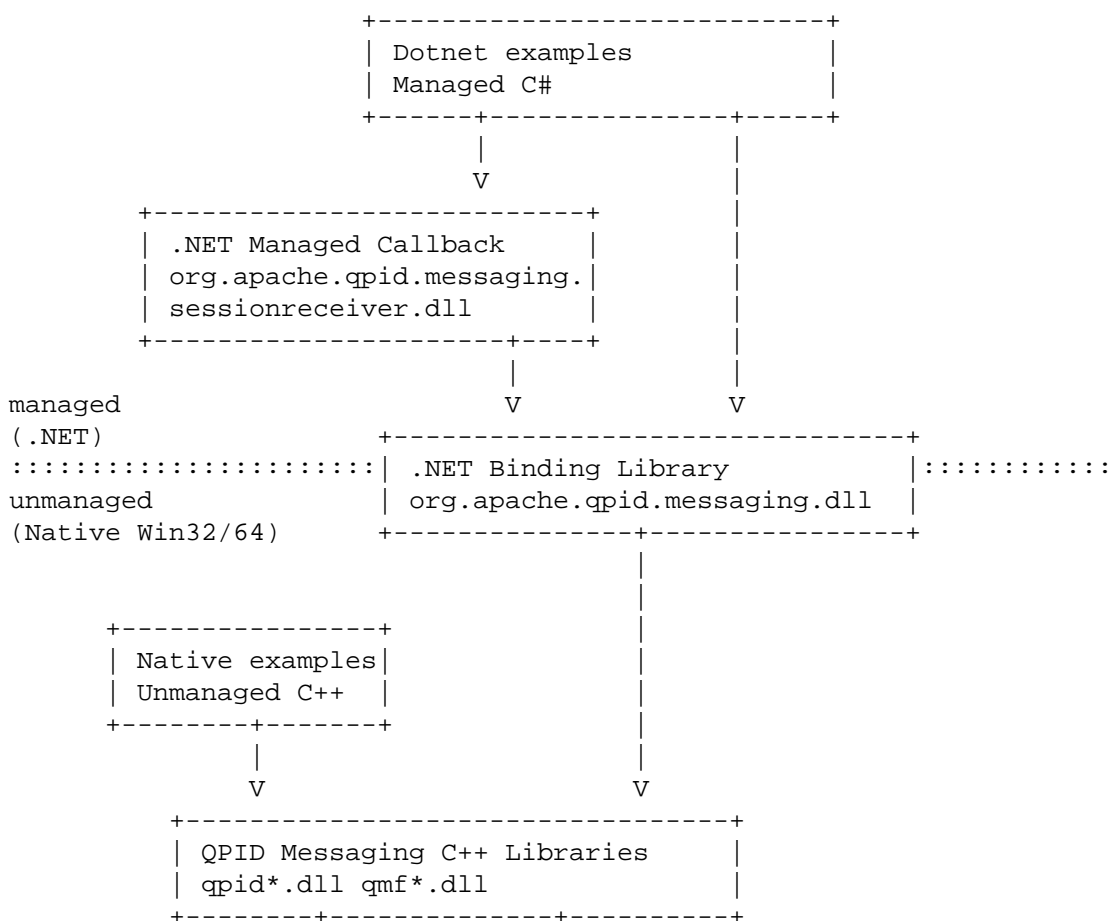 Dotnet examples
Managed C#
V
.NET Managed Callback
org.apache.qpid.messaging.
sessionreceiver.dll
managed
V V
(.NET)
.NET Binding Library
unmanaged
org.apache.qpid.messaging.dll
(Native Win32/64)
Native examples
Unmanaged C++
V V
QPID Messaging C++ Libraries
qpid*.dll qmf*.dll